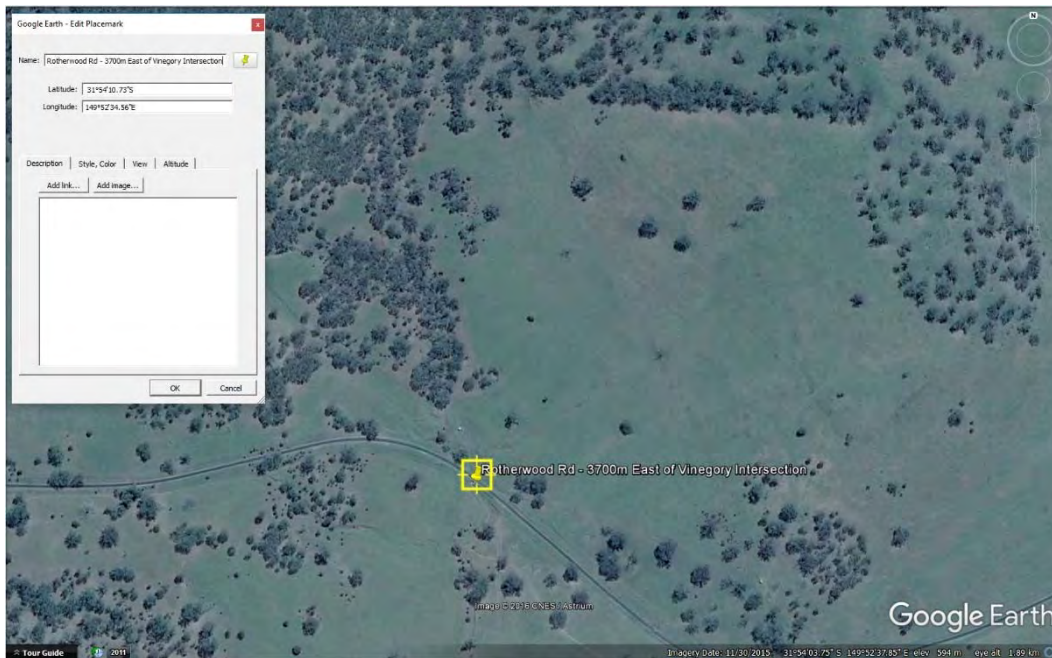 Google Earth - Edit Placemark
x
Name: Rotherwood Rd - 3700m East of Vinegory Intersection
Latitude: 31°54'10.73"S
Longitude: 149°52'34.56"E
Description Style, Color View Altitude
Add link... Add image...
OK Cancel
N
Rotherwood Rd - 3700m East of Vinegory Intersection
Image © 2016 CNES / Astrium
Google Earth
Tour Guide 2011 Imagery Date: 11/30/2015 31°54'03.75" S 149°52'37.85" E elev 594 m eye alt 1.89 km